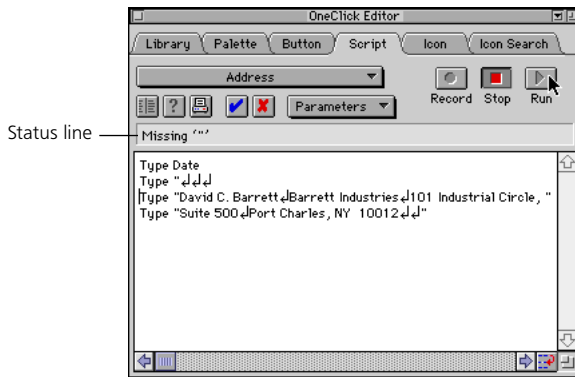 OneClick Editor
Library Palette Button Script Icon Icon Search
Address
Record Stop Run
? Parameters
Status line
Missing '"'
Type Date
Type "↲↲↲
Type "David C. Barrett↲Barrett Industries↲101 Industrial Circle, "
Type "Suite 500↲Port Charles, NY  10012↲↲"